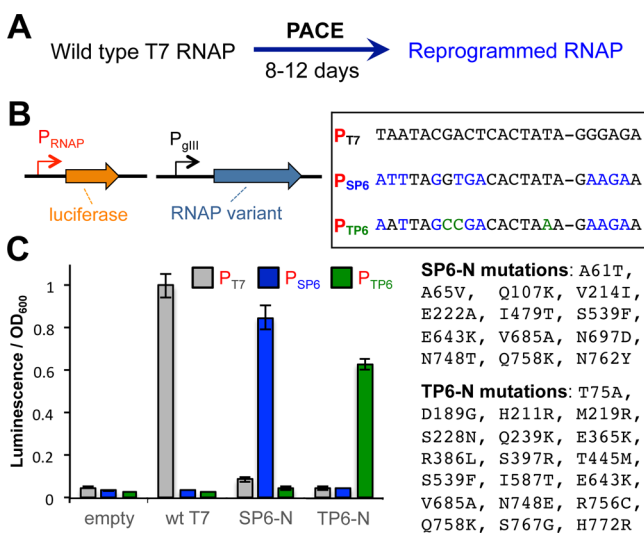 A
Wild type T7 RNAP
PACE
8-12 days
Reprogrammed RNAP
B
PRNAP
luciferase
PgIII
RNAP variant
PT7 TAATACGACTCACTATA-GGGAGA
PSP6 ATTTAGGTGACACTATA-GAAGAA
PTP6 AATTAGCCGACACTAAA-GAAGAA
C
Luminescence / OD600
1
0.8
0.6
0.4
0.2
0
PT7 PSP6 PTP6
empty wt T7 SP6-N TP6-N
SP6-N mutations: A61T,
A65V, Q107K, V214I,
E222A, I479T, S539F,
E643K, V685A, N697D,
N748T, Q758K, N762Y
TP6-N mutations: T75A,
D189G, H211R, M219R,
S228N, Q239K, E365K,
R386L, S397R, T445M,
S539F, I587T, E643K,
V685A, N748E, R756C,
Q758K, S767G, H772R